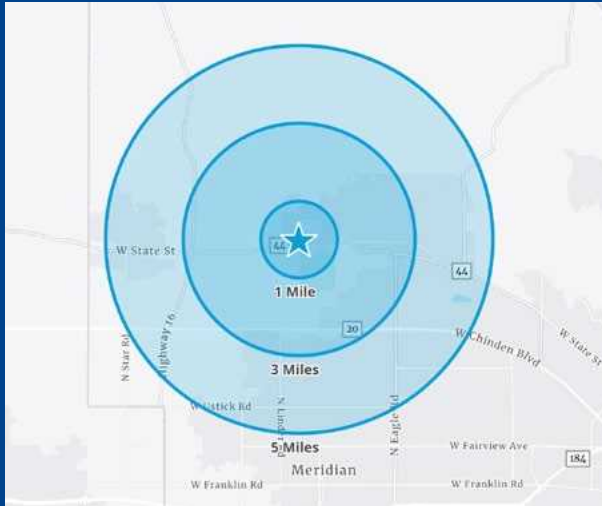 W State St
44
1 Mile
44
20
W Chinden Blvd
W State St
N Star Rd
Highway 16
3 Miles
W Ustick Rd
N Linder Rd
N Eagle Rd
5 Miles
W Fairview Ave
184
Meridian
W Franklin Rd
W Franklin Rd